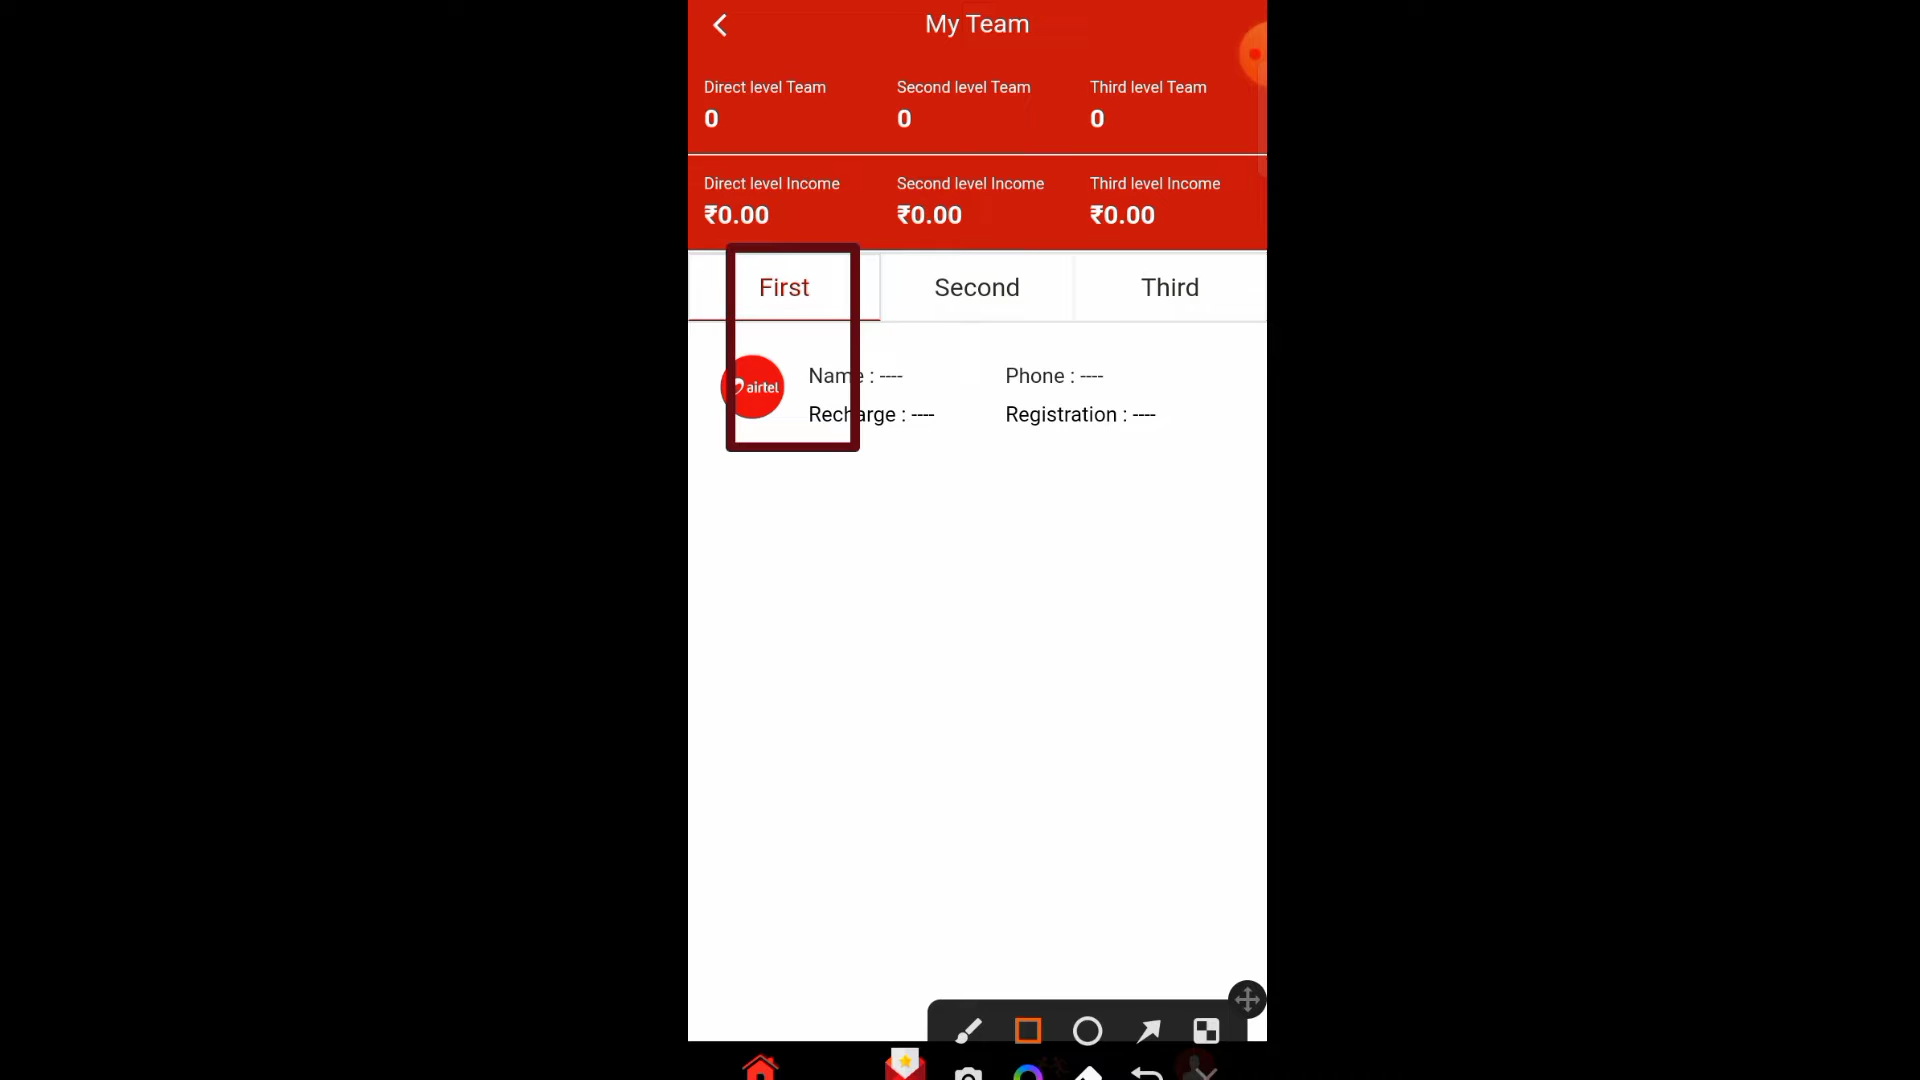 My Team
Direct level Team Second level Team Third level Team
0 0 0
Direct level Income Second level Income Third level Income
₹0.00 ₹0.00 ₹0.00
First Second Third
airtel
Name : ---- Phone : ----
Recharge : ---- Registration : ----